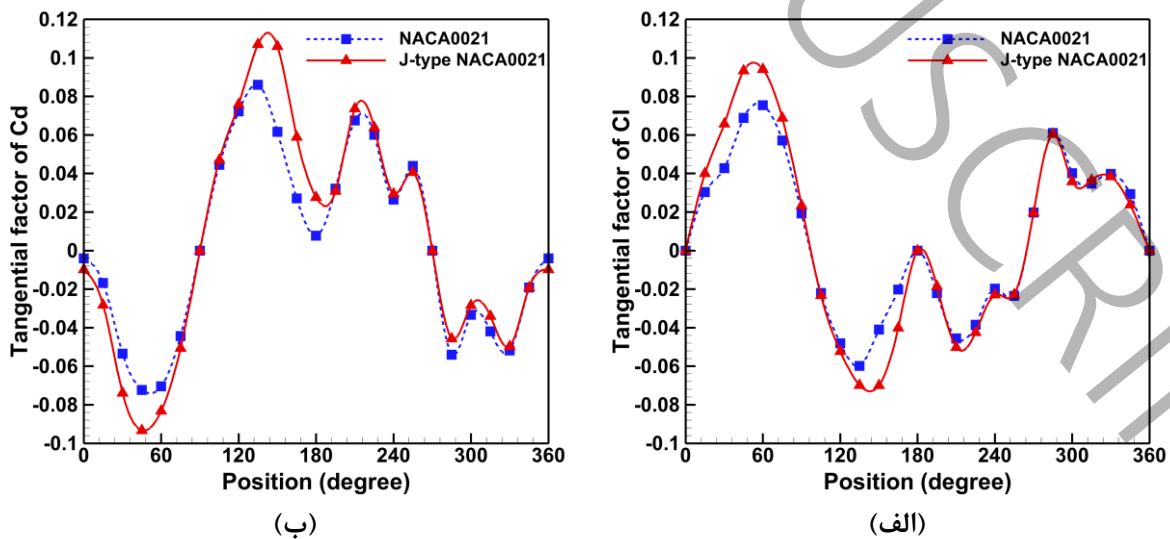 0.12
0.1
0.08
0.06
0.04
0.02
0
-0.02
-0.04
-0.06
-0.08
-0.1
Tangential factor of Cd
NACA0021
J-type NACA0021
0 60 120 180 240 300 360
Position (degree)
(ب)
0.12
0.1
0.08
0.06
0.04
0.02
0
-0.02
-0.04
-0.06
-0.08
-0.1
Tangential factor of Cl
NACA0021
J-type NACA0021
0 60 120 180 240 300 360
Position (degree)
(الف)
SCRI